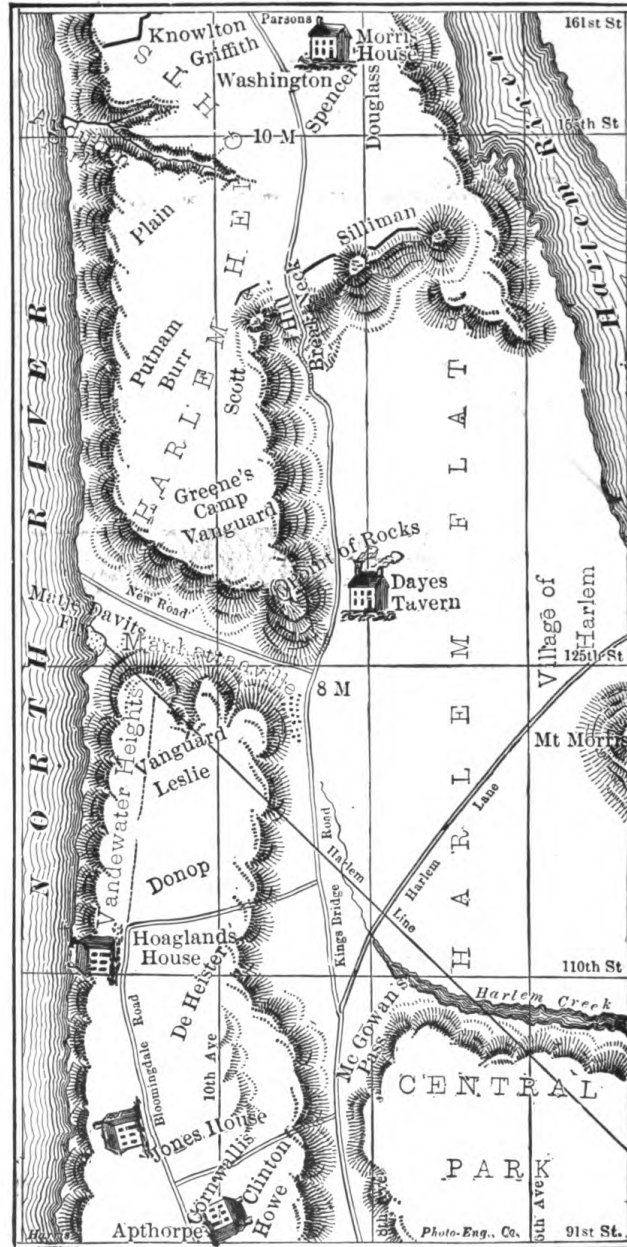 Parsons
161st St
Knowlton
Griffith
Morris
House
Washington
Spencer
Douglass
10 M
155th St
Harlem River
Plain
Silliman
HARLEM HEIGHTS
Hill
Putnam
Burr
Scott
NORTH RIVER
Greene's
Camp
Vanguard
Point of Rocks
New Road
Dayes
Tavern
HARLEM FLATS
Village of
Harlem
125th St
8 M
Vanguard
Leslie
Mt Morris
Vandewater Heights
Donop
Road
Harlem
Lane
Harlem
Line
Kings Bridge
Hoaglands
House
110th St
De Heister
Harlem Creek
Bloomingdale Road
10th Ave
Mc Gowans
Pass
CENTRAL
PARK
Jones House
Cornwallis
Clinton
Howe
8th Ave
6th Ave
Apthorpe
Photo-Eng., Co.
91st St.